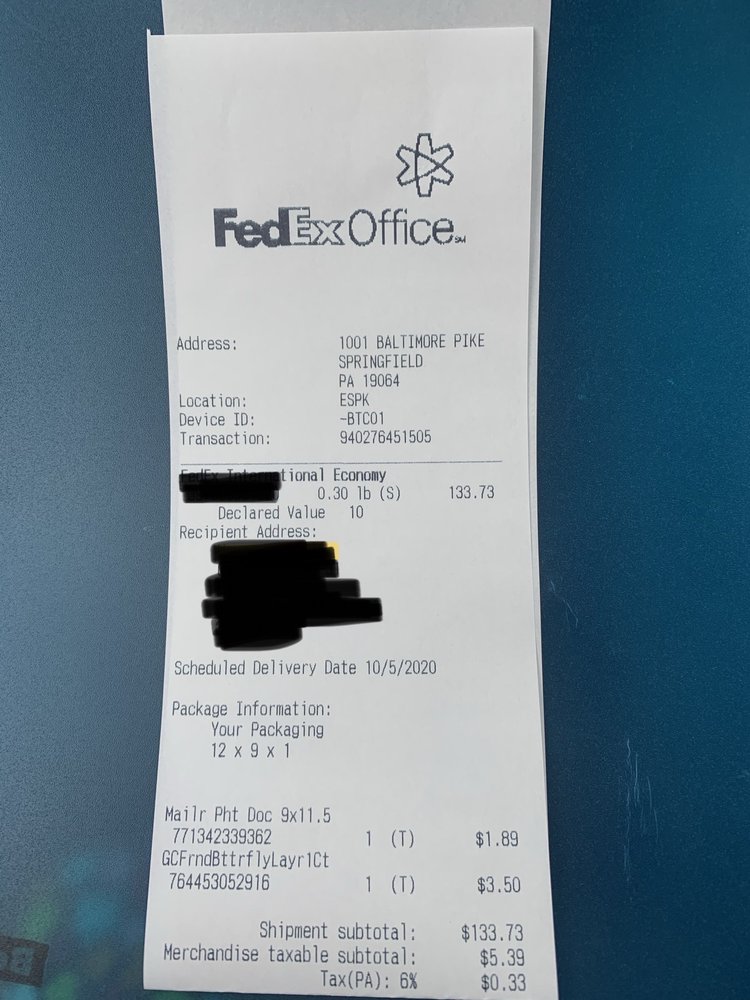 FedEx Office SM
Address: 1001 BALTIMORE PIKE
SPRINGFIELD
PA 19064
Location: ESPK
Device ID: ~BTC01
Transaction: 940276451505
FedEx International Economy
0.30 lb (S) 133.73
Declared Value 10
Recipient Address:
Scheduled Delivery Date 10/5/2020
Package Information:
Your Packaging
12 x 9 x 1
Mailr Pht Doc 9x11.5
771342339362 1 (T) $1.89
GCFrndBttrflyLayr1Ct
764453052916 1 (T) $3.50
Shipment subtotal: $133.73
Merchandise taxable subtotal: $5.39
Tax(PA): 6% $0.33